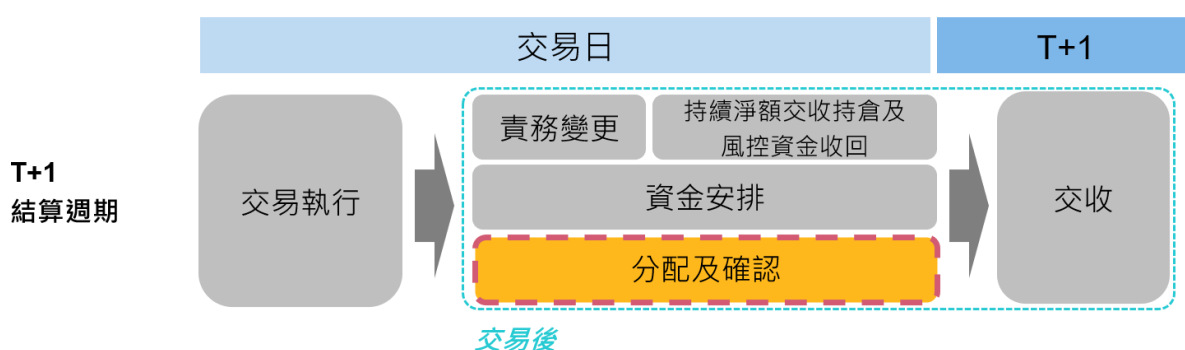 交易日
T+1
T+1
結算週期
交易執行
責務變更
持續淨額交收持倉及
風控資金收回
資金安排
分配及確認
交收
交易後